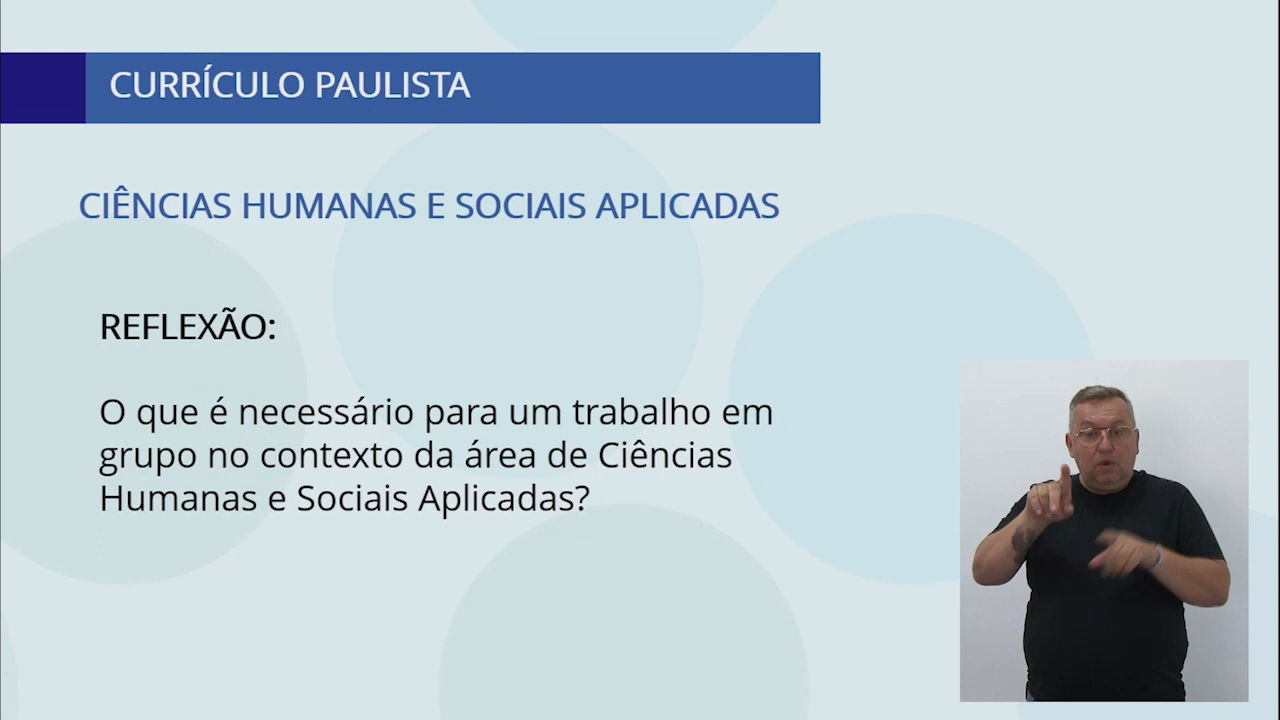 CURRÍCULO PAULISTA
CIÊNCIAS HUMANAS E SOCIAIS APLICADAS
REFLEXÃO:
O que é necessário para um trabalho em
grupo no contexto da área de Ciências
Humanas e Sociais Aplicadas?